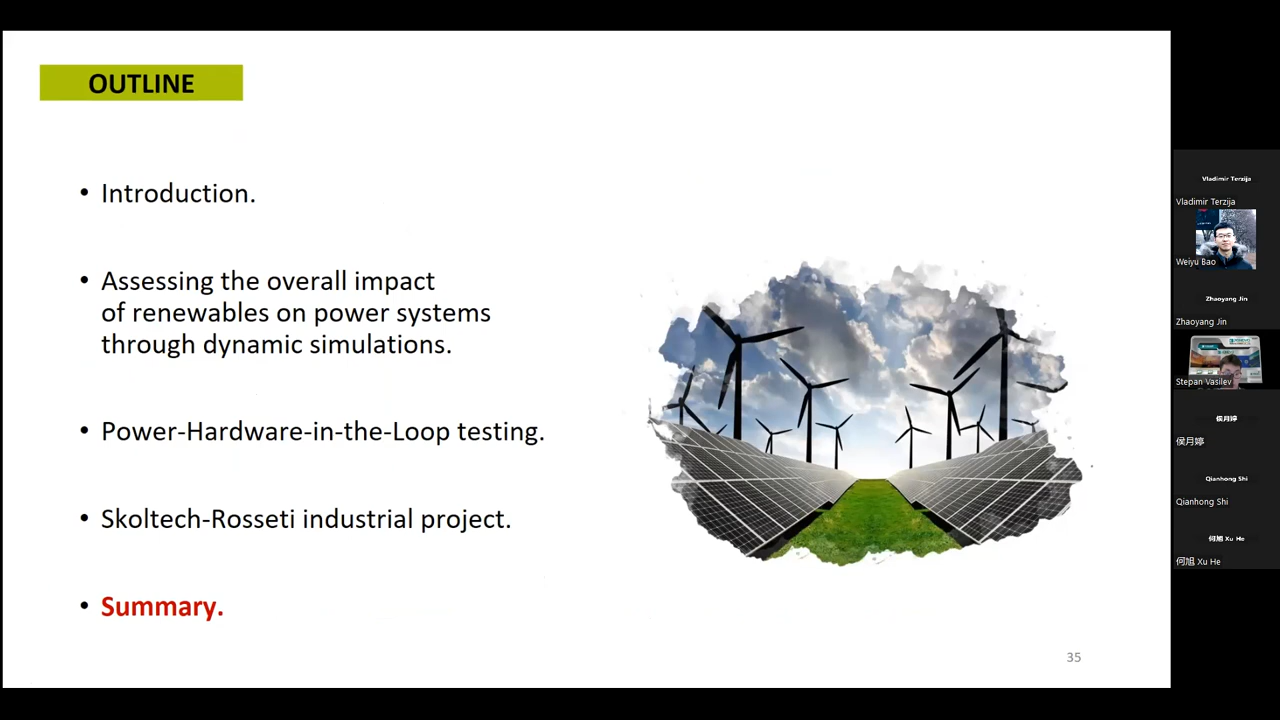 OUTLINE
• Introduction.
• Assessing the overall impact
of renewables on power systems
through dynamic simulations.
• Power-Hardware-in-the-Loop testing.
• Skoltech-Rosseti industrial project.
• Summary.
35
Vladimir Terzija
Vladimir Terzija
Weiyu Bao
Zhaoyang Jin
Zhaoyang Jin
Stepan Vasilev
侯月婷
侯月婷
Qianhong Shi
Qianhong Shi
何旭 Xu He
何旭 Xu He